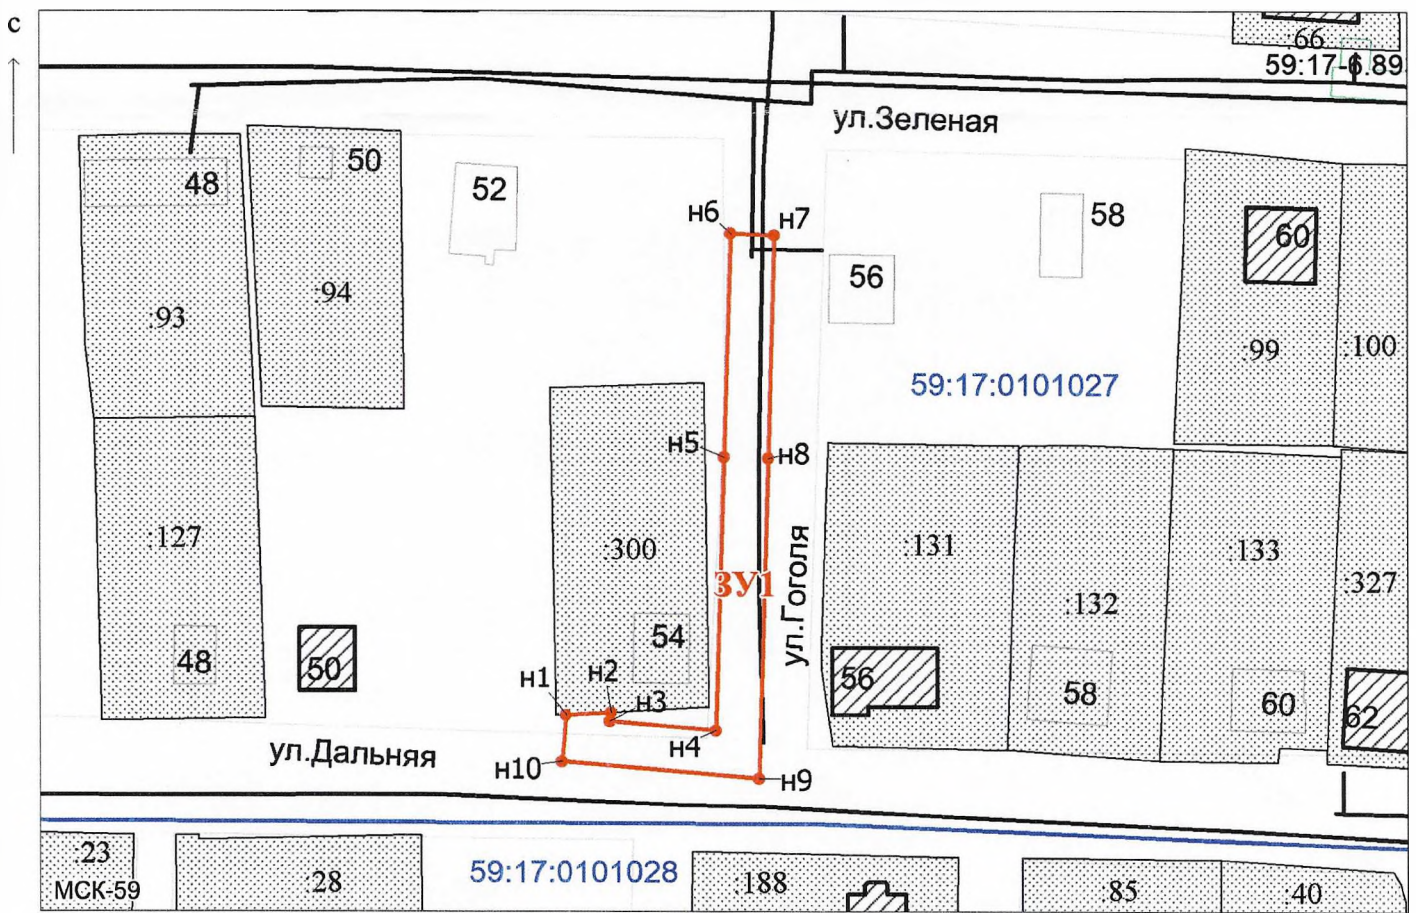 с
:66
59:17-6.89
ул.Зеленая
48
50
52
58
60
н6
н7
56
:94
:93
:99
:100
59:17:0101027
н5
н8
:127
:300
:131
:133
:132
:327
ЗУ1
ул.Гоголя
54
48
50
56
58
60
62
н1
н2
н3
н4
ул.Дальняя
н10
н9
:23
МСК-59
:28
59:17:0101028
:188
:85
:40